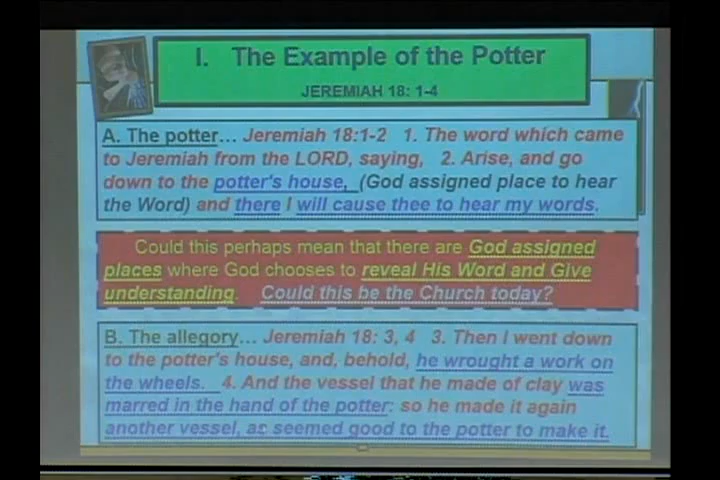 I. The Example of the Potter
JEREMIAH 18: 1-4
A. The potter... Jeremiah 18:1-2 1. The word which came
to Jeremiah from the LORD, saying, 2. Arise, and go
down to the potter's house, (God assigned place to hear
the Word) and there I will cause thee to hear my words.
Could this perhaps mean that there are God assigned
places where God chooses to reveal His Word and Give
understanding. Could this be the Church today?
B. The allegory... Jeremiah 18: 3, 4 3. Then I went down
to the potter's house, and, behold, he wrought a work on
the wheels. 4. And the vessel that he made of clay was
marred in the hand of the potter: so he made it again
another vessel, as seemed good to the potter to make it.